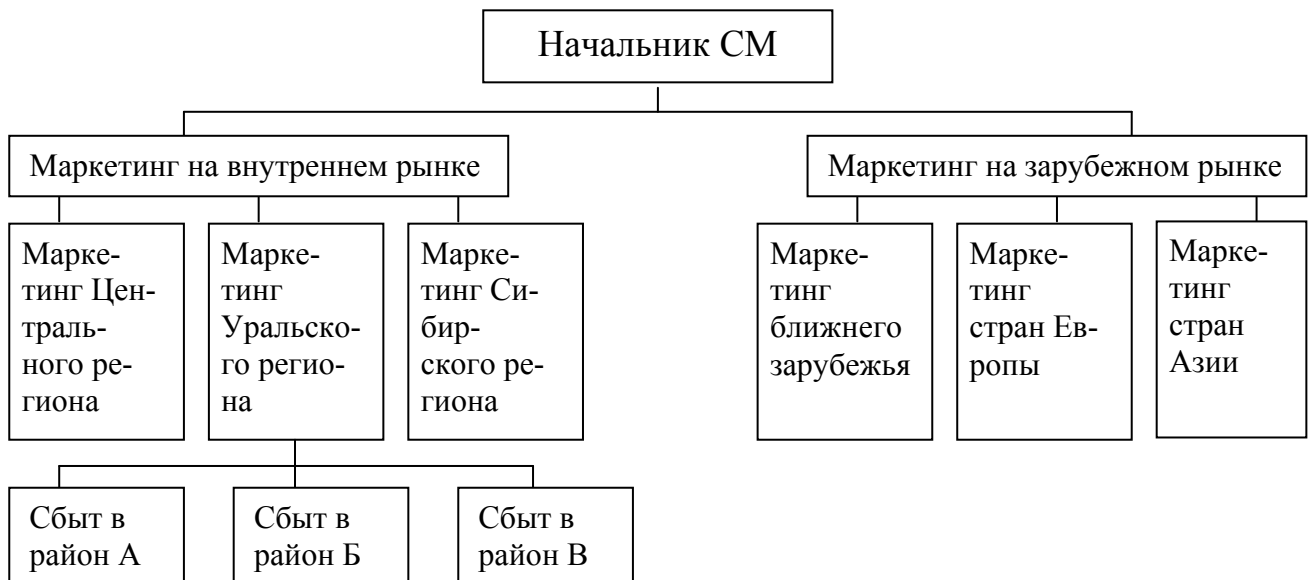 Начальник СМ
Маркетинг на внутреннем рынке
Маркетинг на зарубежном рынке
Марке-
тинг Цен-
траль-
ного ре-
гиона
Марке-
тинг
Уральско-
го регио-
на
Марке-
тинг Си-
бир-
ского ре-
гиона
Марке-
тинг
ближнего
зарубежья
Марке-
тинг
стран Ев-
ропы
Марке-
тинг
стран
Азии
Сбыт в
район А
Сбыт в
район Б
Сбыт в
район В